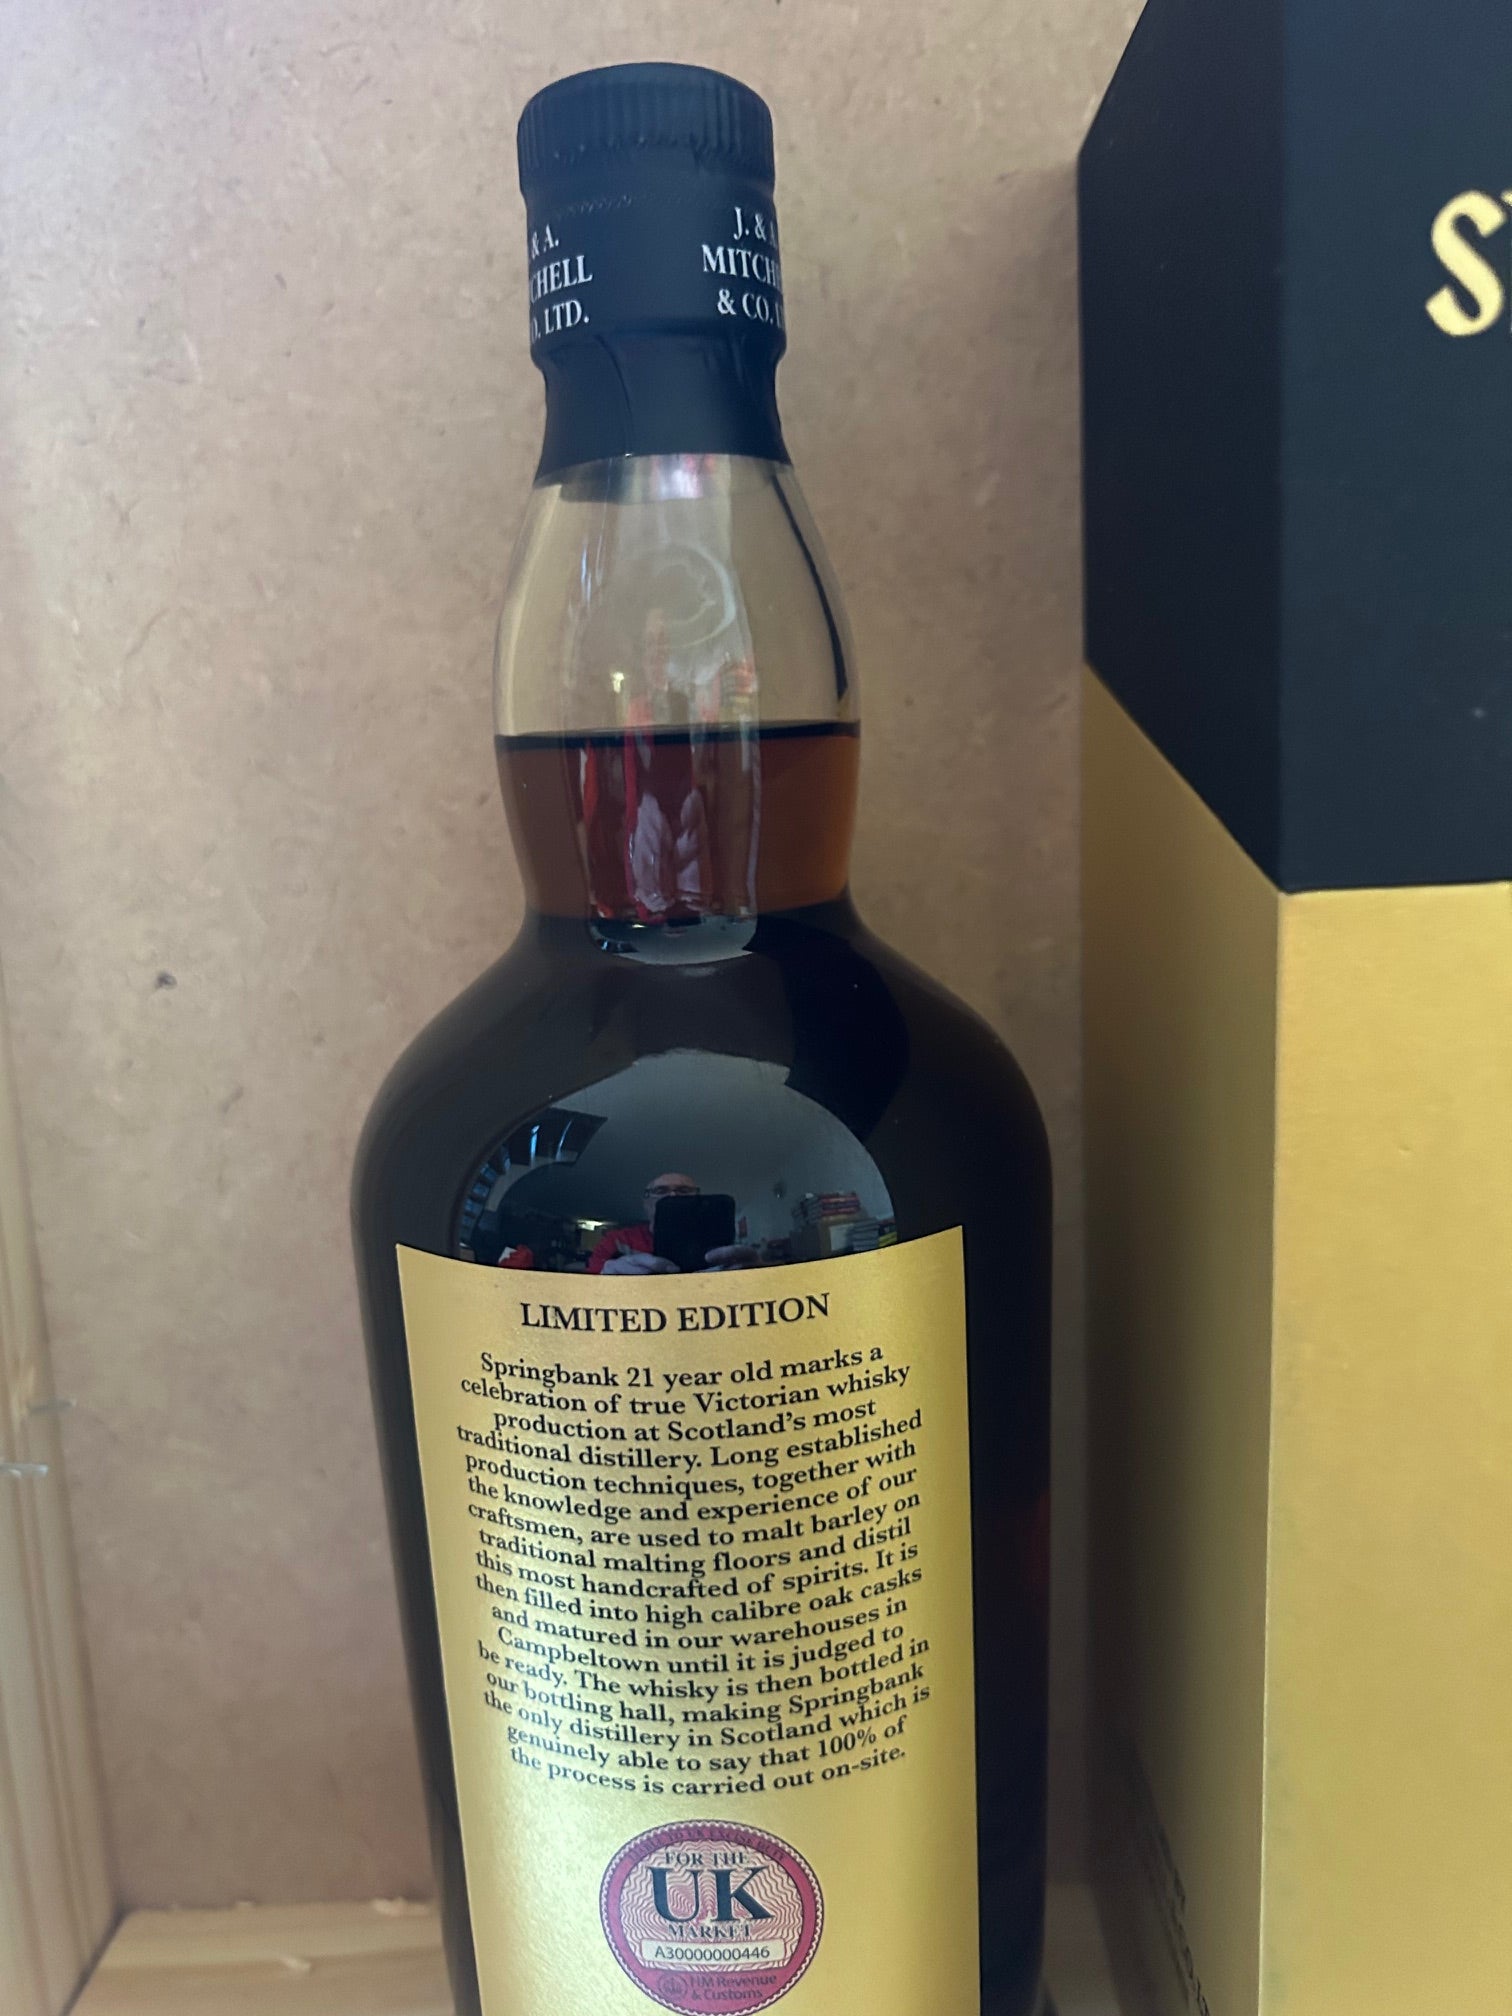 & A.
CHELL
O. LTD.
J. &
MITCH
& CO.
LIMITED EDITION
Springbank 21 year old marks a
celebration of true Victorian whisky
production at Scotland's most
traditional distillery. Long established
production techniques, together with
the knowledge and experience of our
craftsmen, are used to malt barley on
traditional malting floors and distil
this most handcrafted of spirits. It is
then filled into high calibre oak casks
and matured in our warehouses in
Campbeltown until it is judged to
be ready. The whisky is then bottled in
our bottling hall, making Springbank
the only distillery in Scotland which is
genuinely able to say that 100% of
the process is carried out on-site.
FOR THE
UK
MARKET
A30000000446
HM Revenue
& Customs